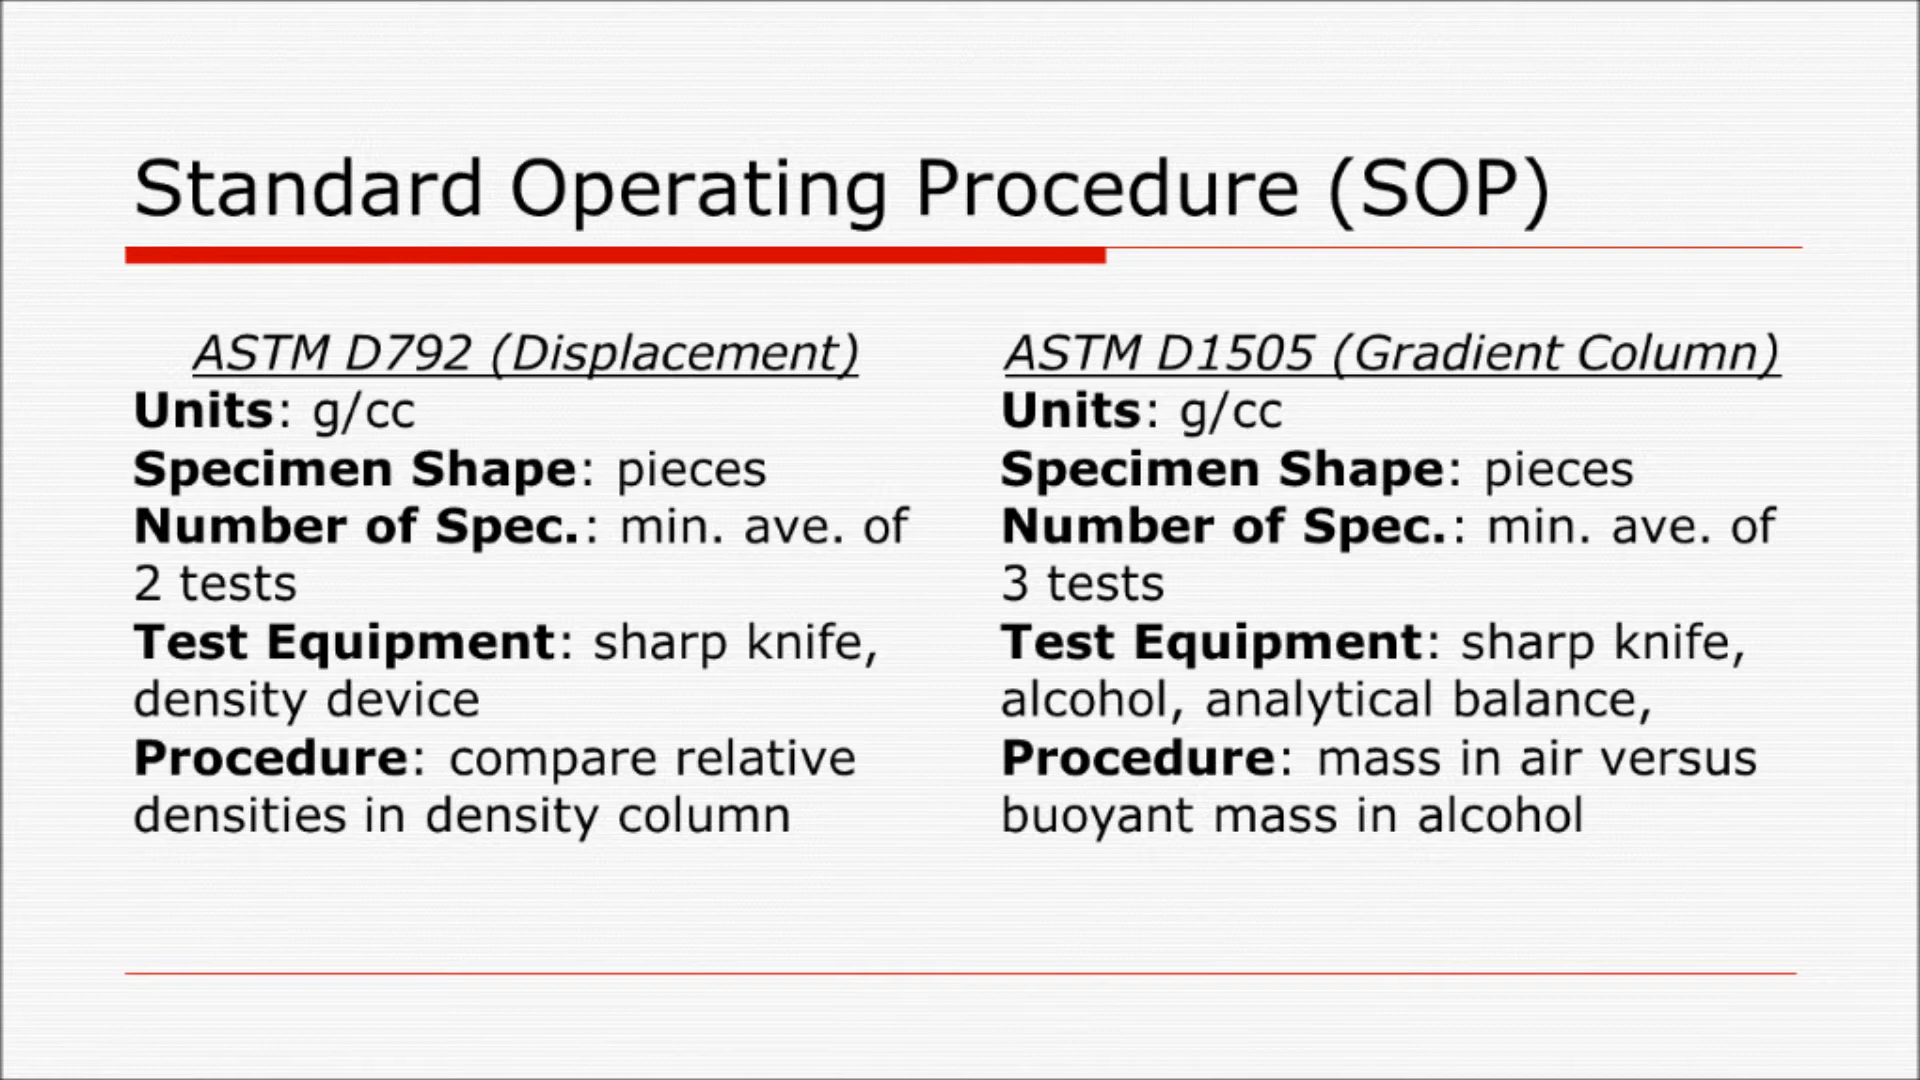 Standard Operating Procedure (SOP)
ASTM D792 (Displacement)
Units: g/cc
Specimen Shape: pieces
Number of Spec.: min. ave. of
2 tests
Test Equipment: sharp knife,
density device
Procedure: compare relative
densities in density column
ASTM D1505 (Gradient Column)
Units: g/cc
Specimen Shape: pieces
Number of Spec.: min. ave. of
3 tests
Test Equipment: sharp knife,
alcohol, analytical balance,
Procedure: mass in air versus
buoyant mass in alcohol